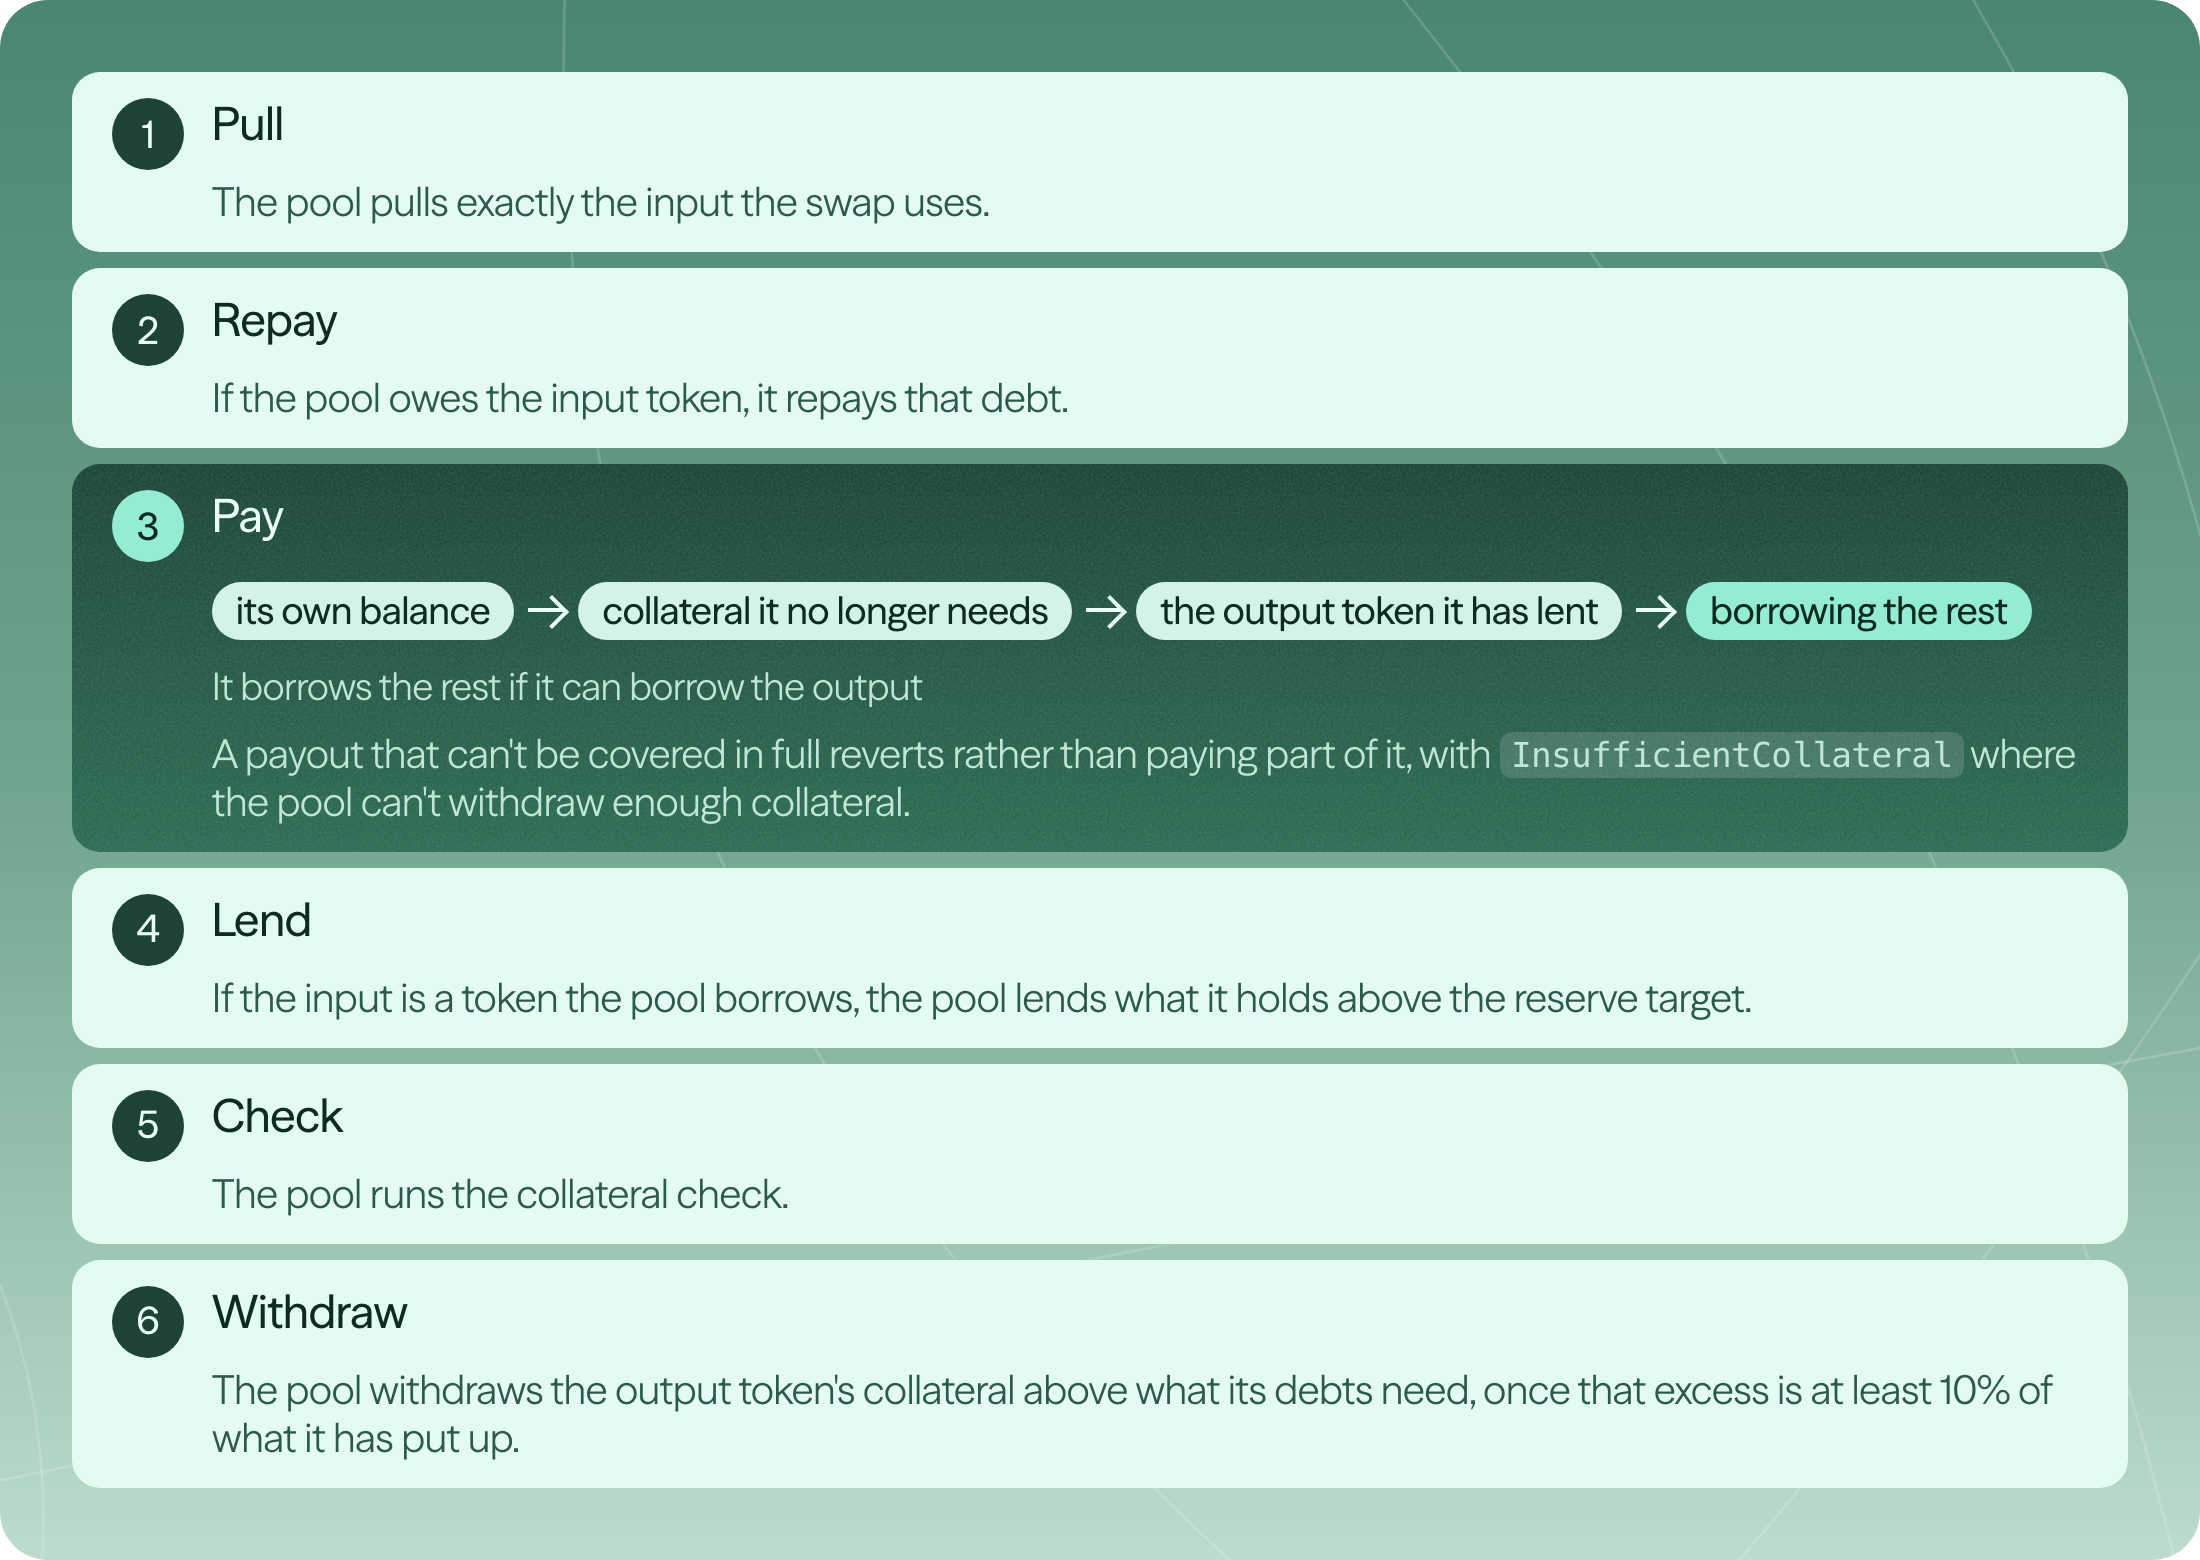 1
Pull
The pool pulls exactly the input the swap uses.
2
Repay
If the pool owes the input token, it repays that debt.
3
Pay
its own balance → collateral it no longer needs → the output token it has lent → borrowing the rest
It borrows the rest if it can borrow the output
A payout that can't be covered in full reverts rather than paying part of it, with InsufficientCollateral where
the pool can't withdraw enough collateral.
4
Lend
If the input is a token the pool borrows, the pool lends what it holds above the reserve target.
5
Check
The pool runs the collateral check.
6
Withdraw
The pool withdraws the output token's collateral above what its debts need, once that excess is at least 10% of
what it has put up.